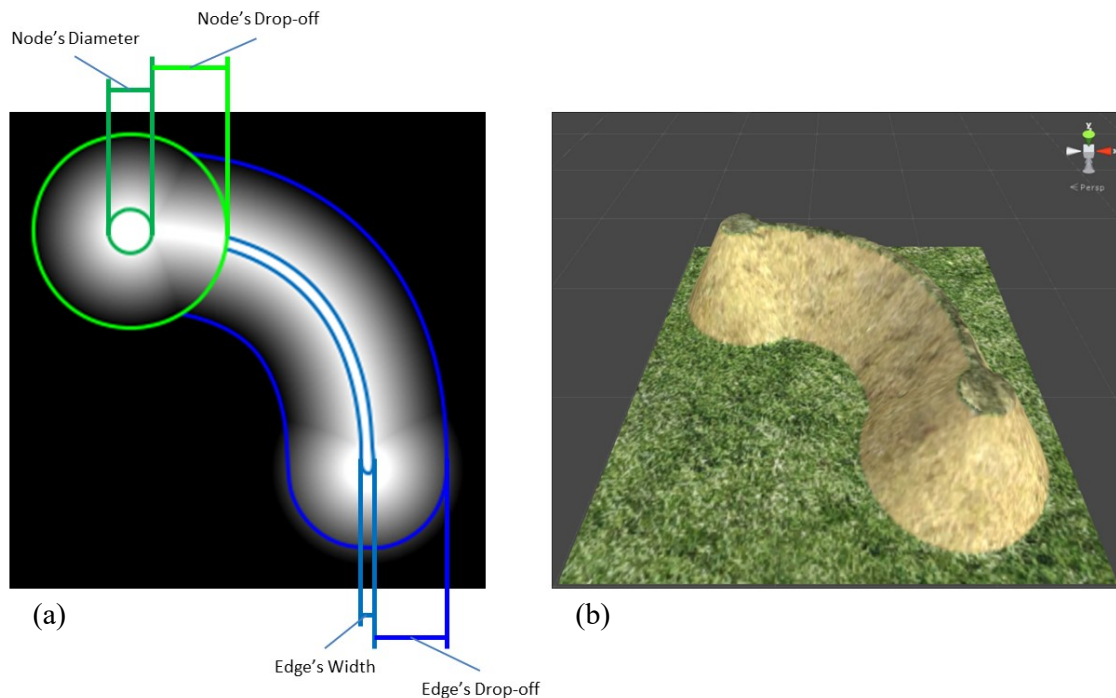 Node's Drop-off
Node's Diameter
y
x
< Persp
(a)
(b)
Edge's Width
Edge's Drop-off